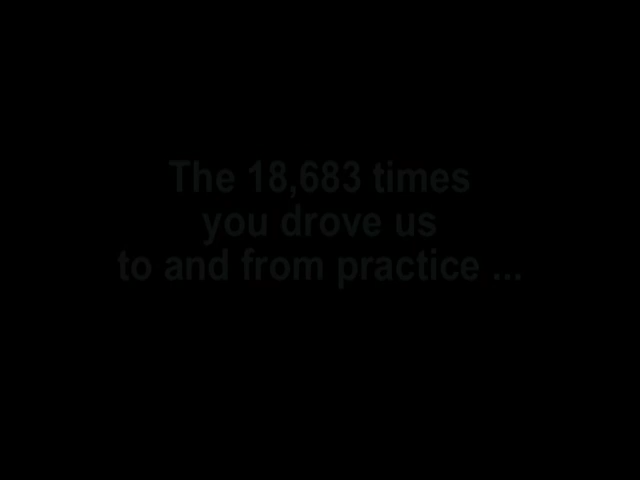 The 18,683 times
you drove us
to and from practice ...